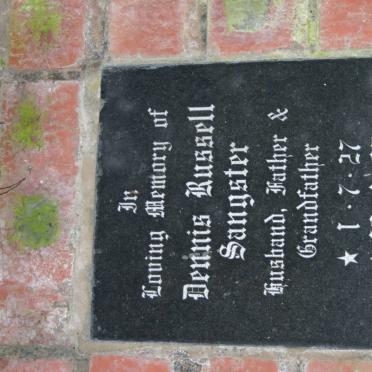 In
Loving Memory of
Dennis Russell
Sangster
Husband, Father &
Grandfather
★ 1 · 7 · 27